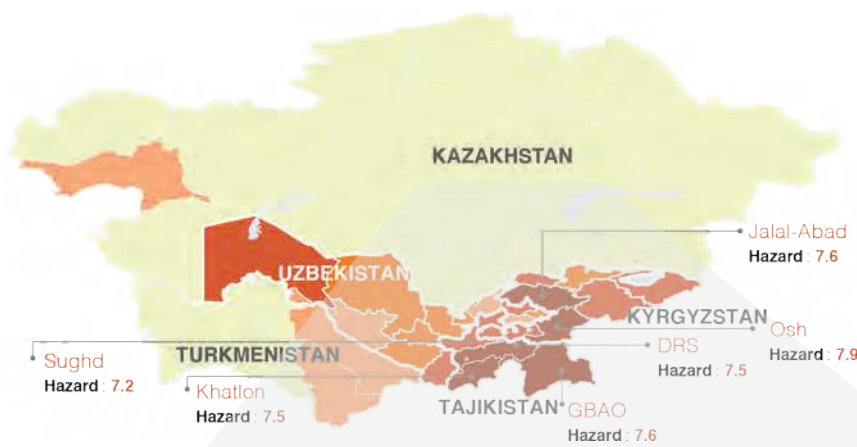 KAZAKHSTAN
Jalal-Abad
Hazard : 7.6
UZBEKISTAN
KYRGYZSTAN
Osh
Hazard : 7.9
DRS
Hazard : 7.5
TURKMENISTAN
Sughd
Hazard : 7.2
Khatlon
Hazard : 7.5
TAJIKISTAN
GBAO
Hazard : 7.6